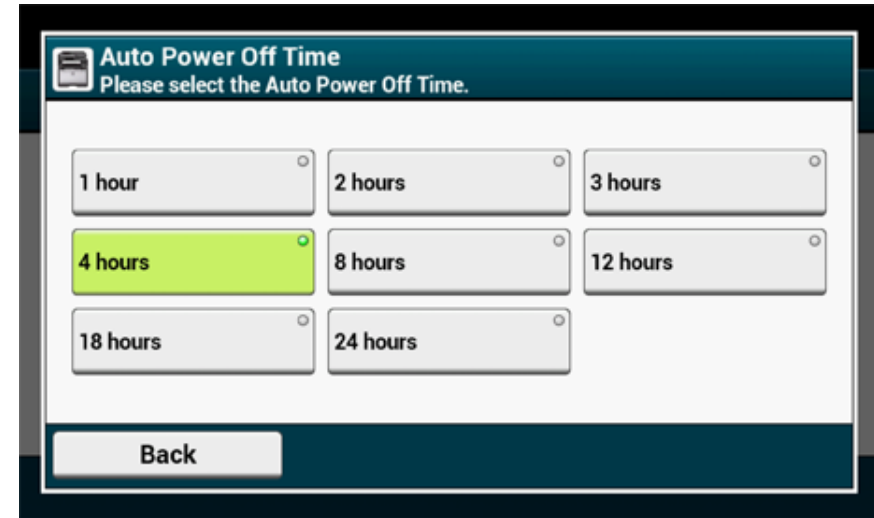 Auto Power Off Time
Please select the Auto Power Off Time.
1 hour
2 hours
3 hours
4 hours
8 hours
12 hours
18 hours
24 hours
Back